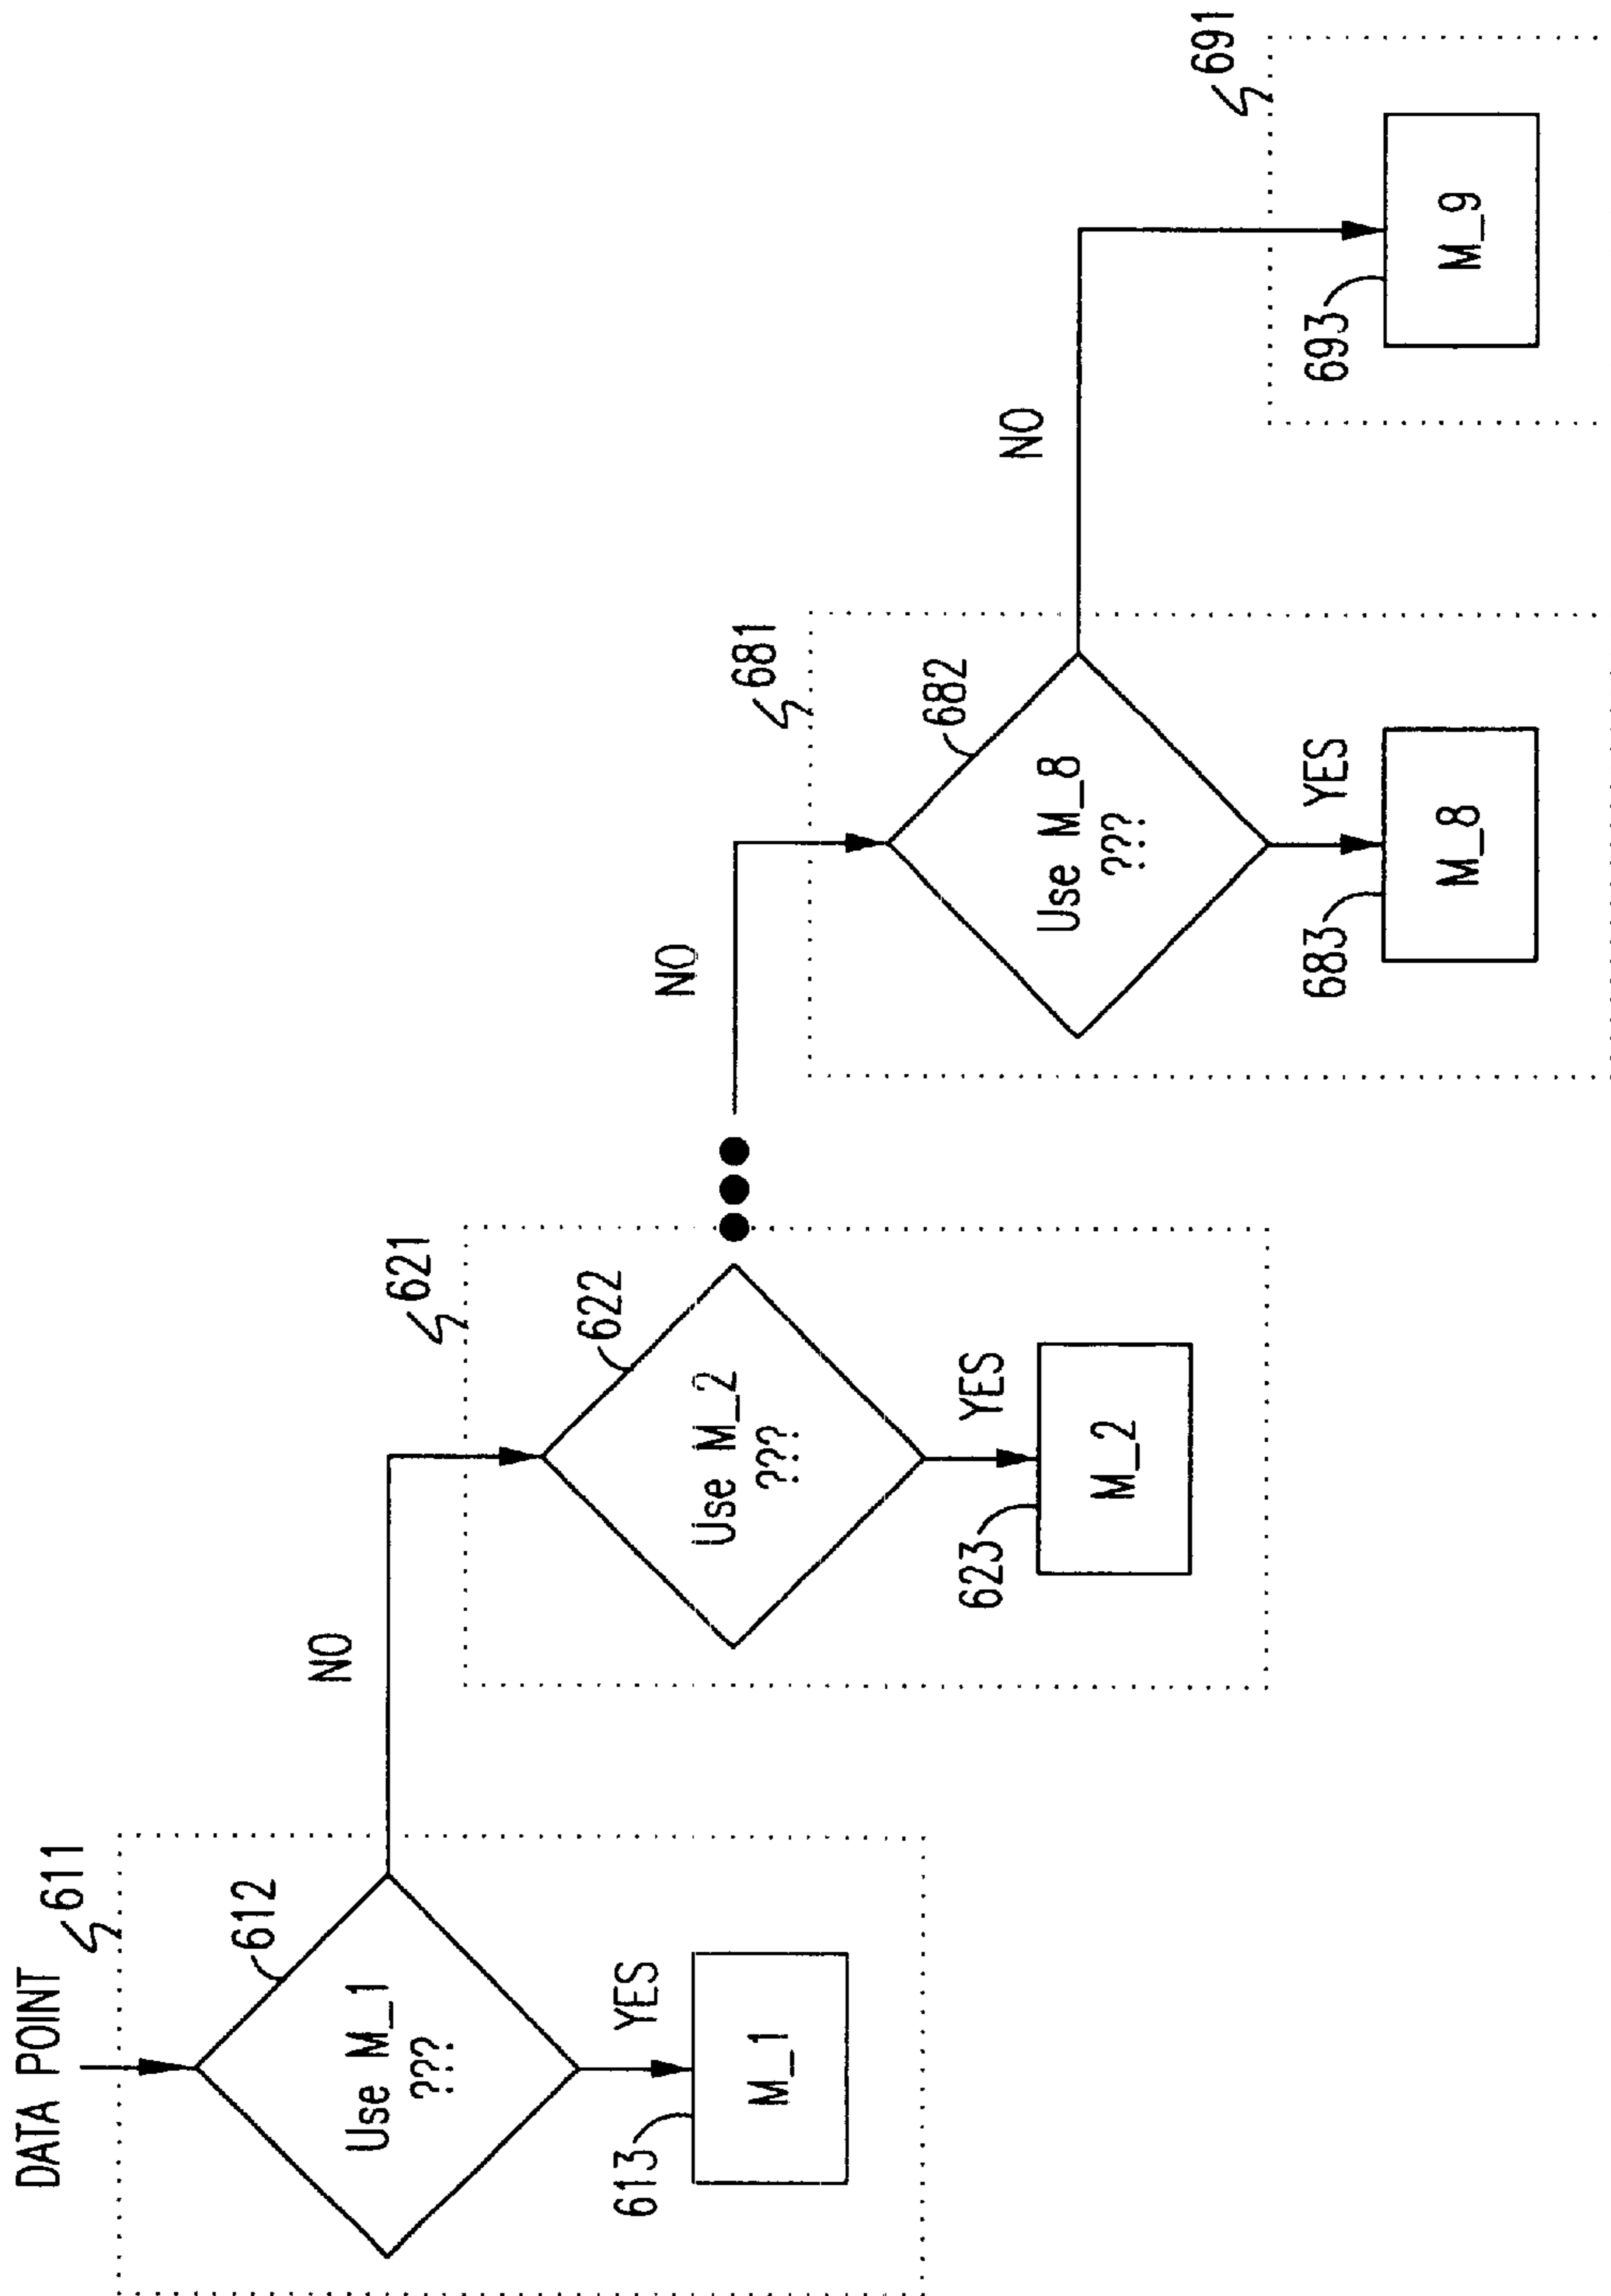 DATA POINT
611
612
Use M_1
???
YES
613
M_1
NO
621
622
Use M_2
???
YES
623
M_2
NO
681
682
Use M_8
???
YES
683
M_8
NO
691
693
M_9